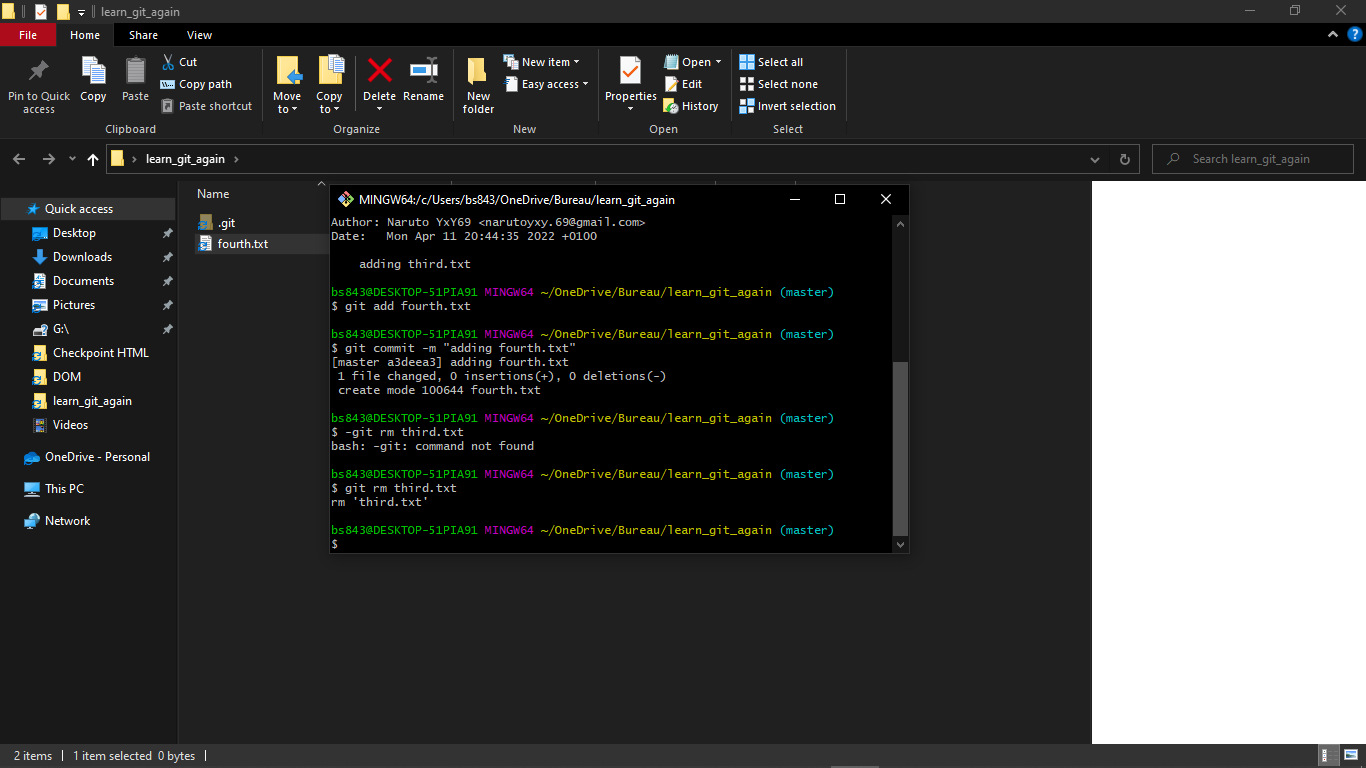 learn_git_again
File Home Share View
Pin to Quick access
Copy
Paste
Cut
Copy path
Paste shortcut
Move to
Copy to
Delete
Rename
New folder
New item
Easy access
Properties
Open
Edit
History
Select all
Select none
Invert selection
Clipboard Organize New Open Select
learn_git_again
Search learn_git_again
Quick access
Desktop
Downloads
Documents
Pictures
G:\
Checkpoint HTML
DOM
learn_git_again
Videos
OneDrive - Personal
This PC
Network
Name
.git
fourth.txt
MINGW64:/c/Users/bs843/OneDrive/Bureau/learn_git_again
Author: Naruto YxY69 <narutoyxy.69@gmail.com>
Date:   Mon Apr 11 20:44:35 2022 +0100
    adding third.txt
bs843@DESKTOP-51PIA91 MINGW64 ~/OneDrive/Bureau/learn_git_again (master)
$ git add fourth.txt
bs843@DESKTOP-51PIA91 MINGW64 ~/OneDrive/Bureau/learn_git_again (master)
$ git commit -m "adding fourth.txt"
[master a3deea3] adding fourth.txt
 1 file changed, 0 insertions(+), 0 deletions(-)
 create mode 100644 fourth.txt
bs843@DESKTOP-51PIA91 MINGW64 ~/OneDrive/Bureau/learn_git_again (master)
$ -git rm third.txt
bash: -git: command not found
bs843@DESKTOP-51PIA91 MINGW64 ~/OneDrive/Bureau/learn_git_again (master)
$ git rm third.txt
rm 'third.txt'
bs843@DESKTOP-51PIA91 MINGW64 ~/OneDrive/Bureau/learn_git_again (master)
$
2 items 1 item selected 0 bytes